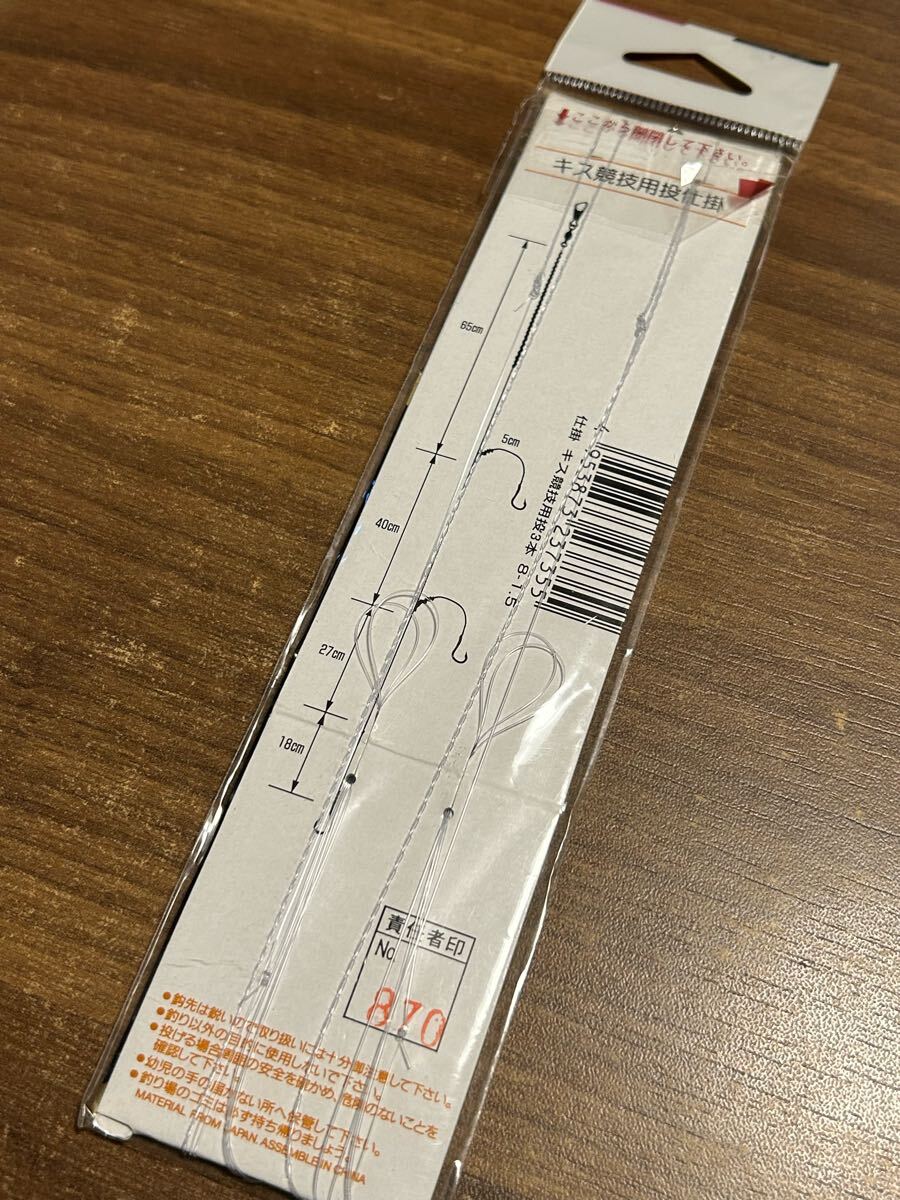 ここから開閉して下さい。
キス競技用投仕掛
65cm
5cm
40cm
27cm
18cm
4 953873 237355
仕掛 キス競技用投3本 8-1.5
責任者印
No.
870
●鈎先は鋭いので取り扱いには十分御注意して下さい。
●釣り以外の目的に使用しないで下さい。
●投げる場合周囲の安全を確かめ、危険のないことを
確認して下さい。
●幼児の手の届かない所へ保管して下さい。
●釣り場のゴミは必ず持ち帰りましょう。
MATERIAL FROM JAPAN. ASSEMBLE IN CHINA